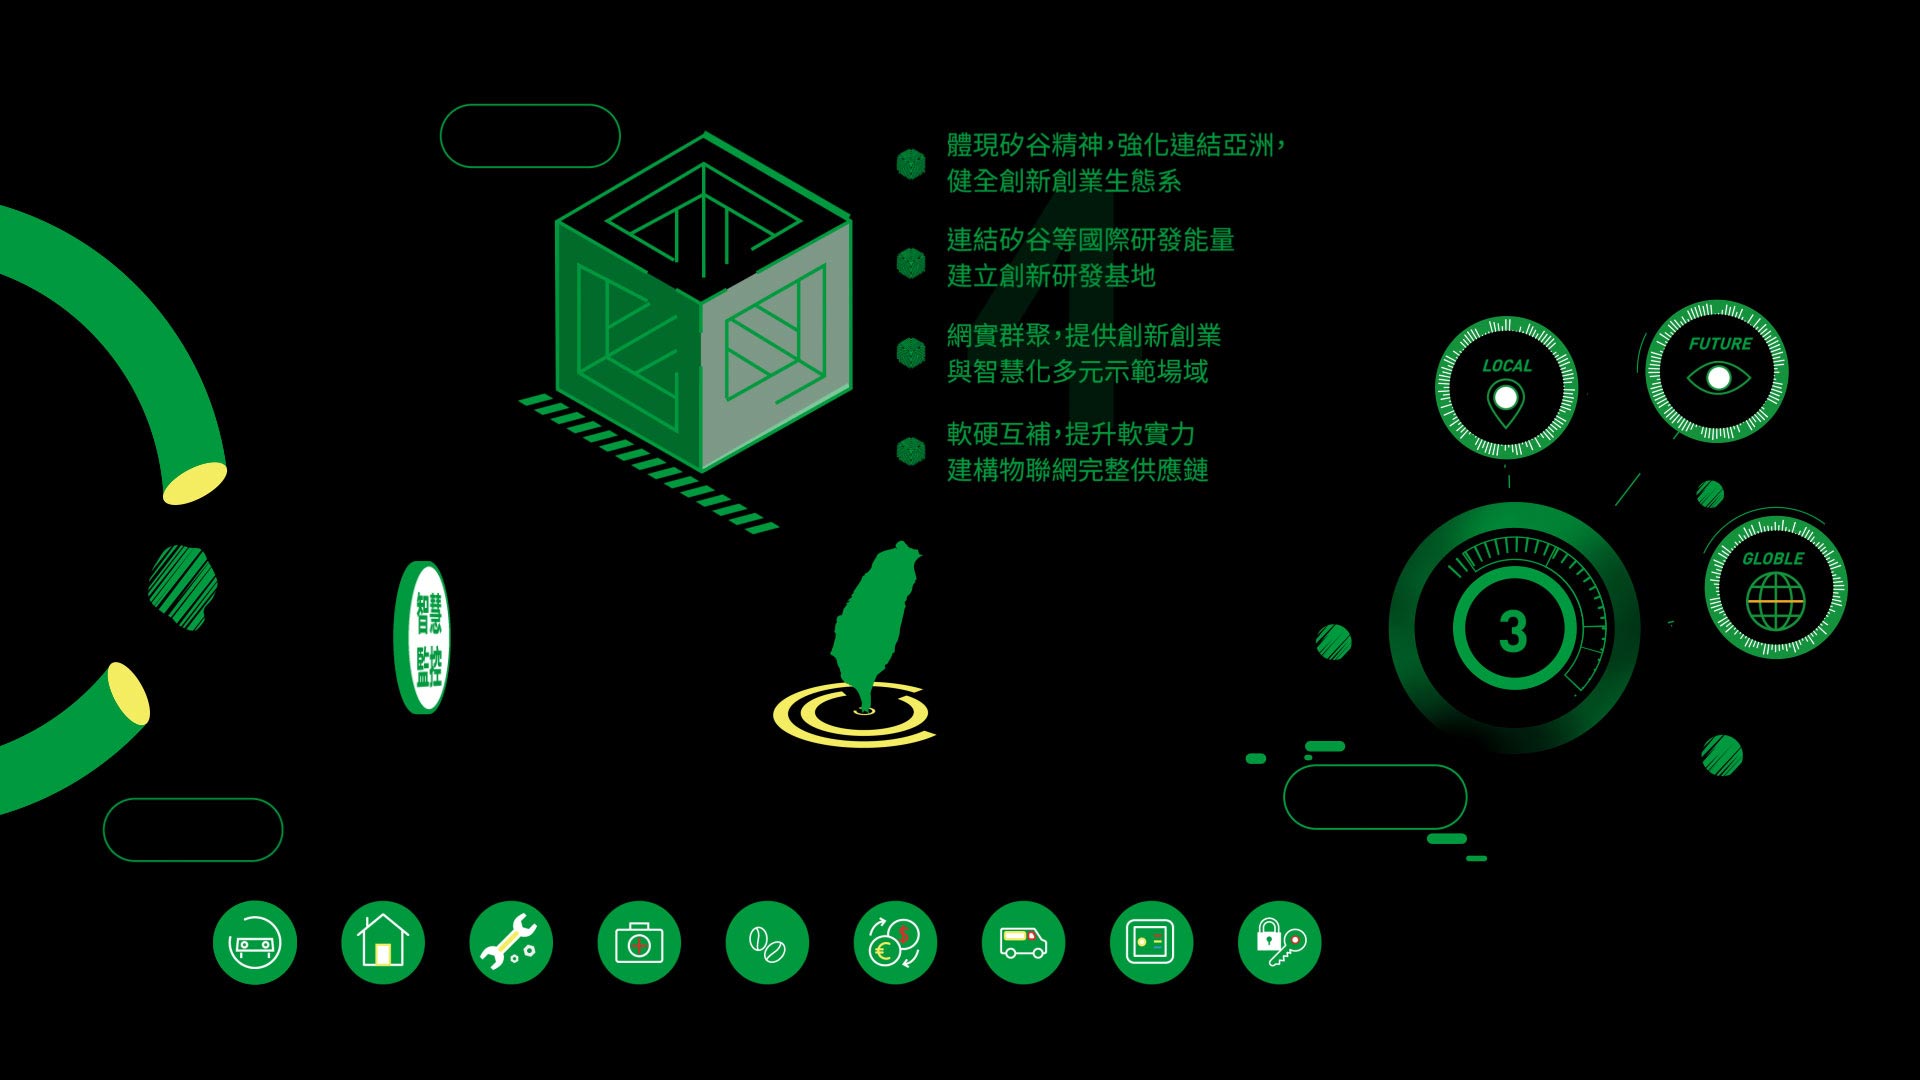 體現矽谷精神,強化連結亞洲,
健全創新創業生態系
連結矽谷等國際研發能量
建立創新研發基地
網實群聚,提供創新創業
與智慧化多元示範場域
軟硬互補,提升軟實力
建構物聯網完整供應鏈
4
LOCAL
FUTURE
GLOBLE
3
智慧
監控
$
€